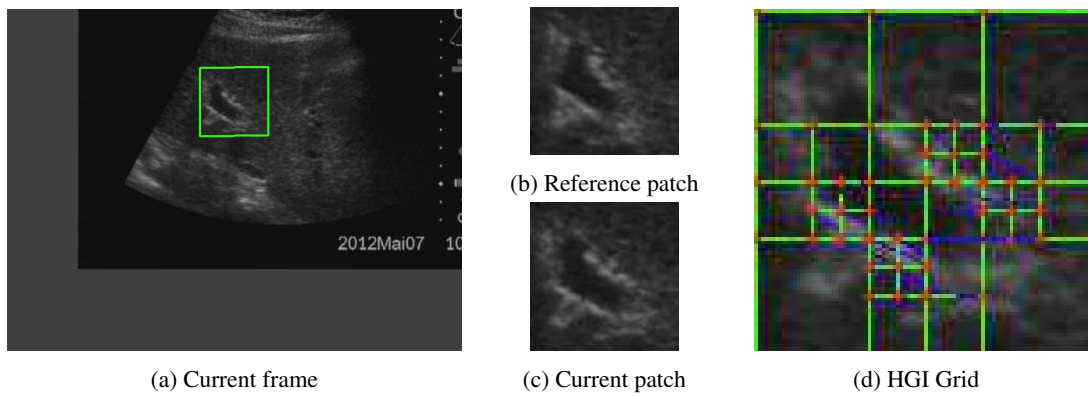 2012Mai07
10
(b) Reference patch
(a) Current frame
(c) Current patch
(d) HGI Grid